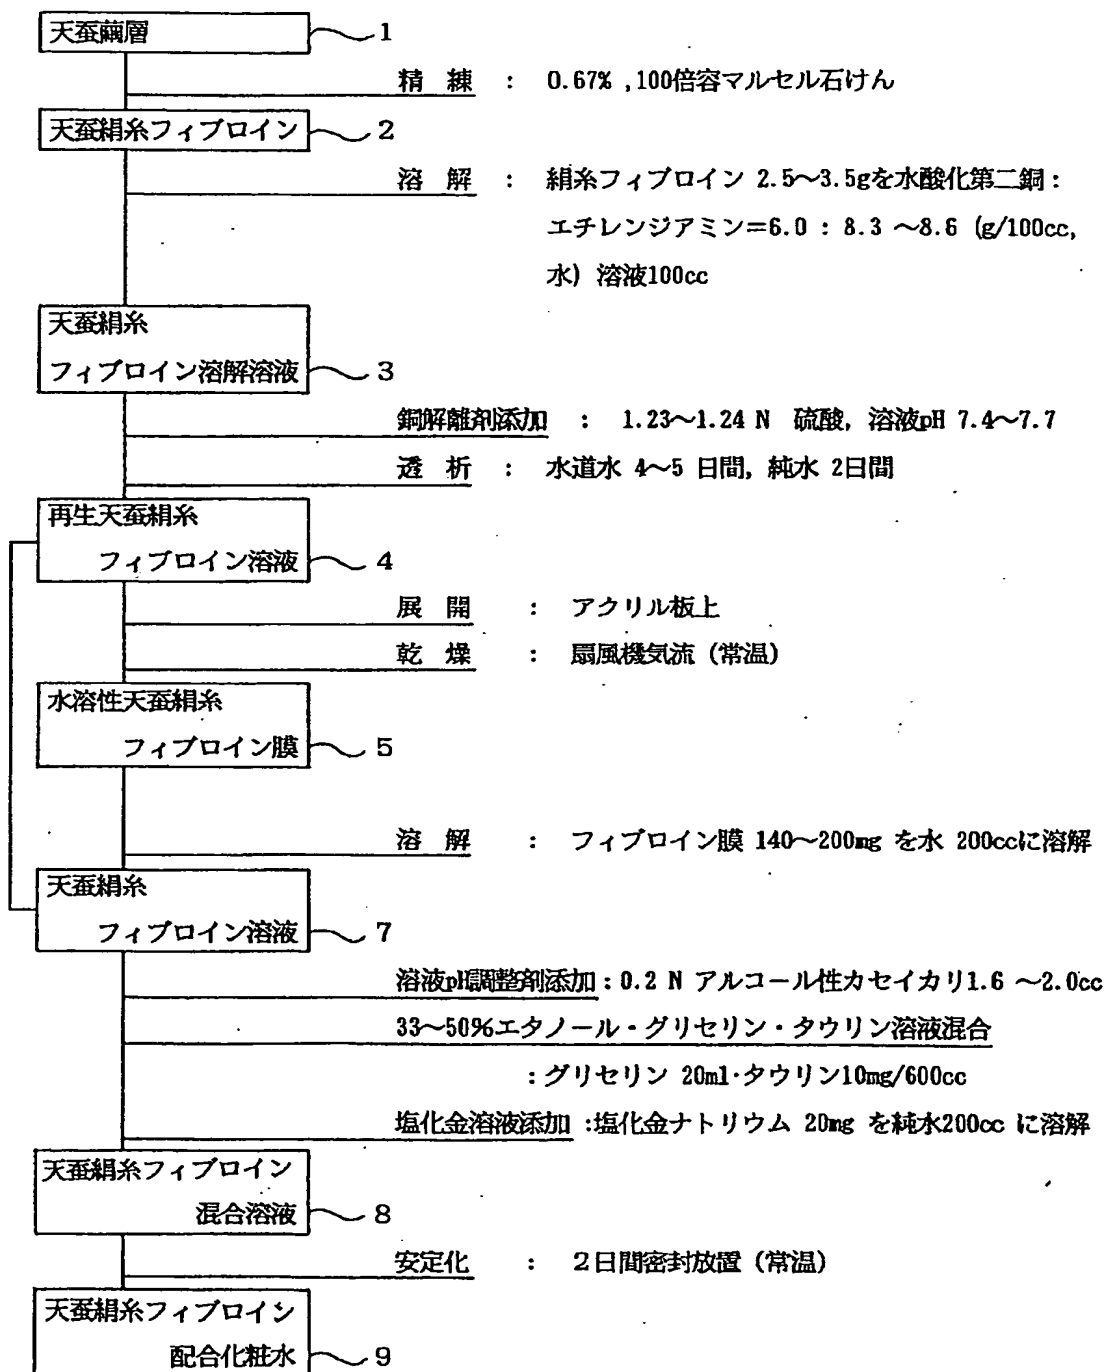 天蚕繭層 1
精 練 : 0.67% ,100倍容マルセル石けん
天蚕絹糸フィブロイン 2
溶 解 : 絹糸フィブロイン 2.5〜3.5gを水酸化第二銅:
エチレンジアミン=6.0 : 8.3 〜8.6 (g/100cc,
水) 溶液100cc
天蚕絹糸
フィブロイン溶解溶液 3
銅解離剤添加 : 1.23〜1.24 N 硫酸, 溶液pH 7.4〜7.7
透 析 : 水道水 4〜5 日間, 純水 2日間
再生天蚕絹糸
フィブロイン溶液 4
展 開 : アクリル板上
乾 燥 : 扇風機気流 (常温)
水溶性天蚕絹糸
フィブロイン膜 5
溶 解 : フィブロイン膜 140〜200mg を水 200ccに溶解
天蚕絹糸
フィブロイン溶液 7
溶液pH調整剤添加:0.2 N アルコール性カセイカリ1.6 〜2.0cc
33〜50%エタノール・グリセリン・タウリン溶液混合
:グリセリン 20ml·タウリン10mg/600cc
塩化金溶液添加 :塩化金ナトリウム 20mg を純水200cc に溶解
天蚕絹糸フィブロイン
混合溶液 8
安定化 : 2日間密封放置 (常温)
天蚕絹糸フィブロイン
配合化粧水 9